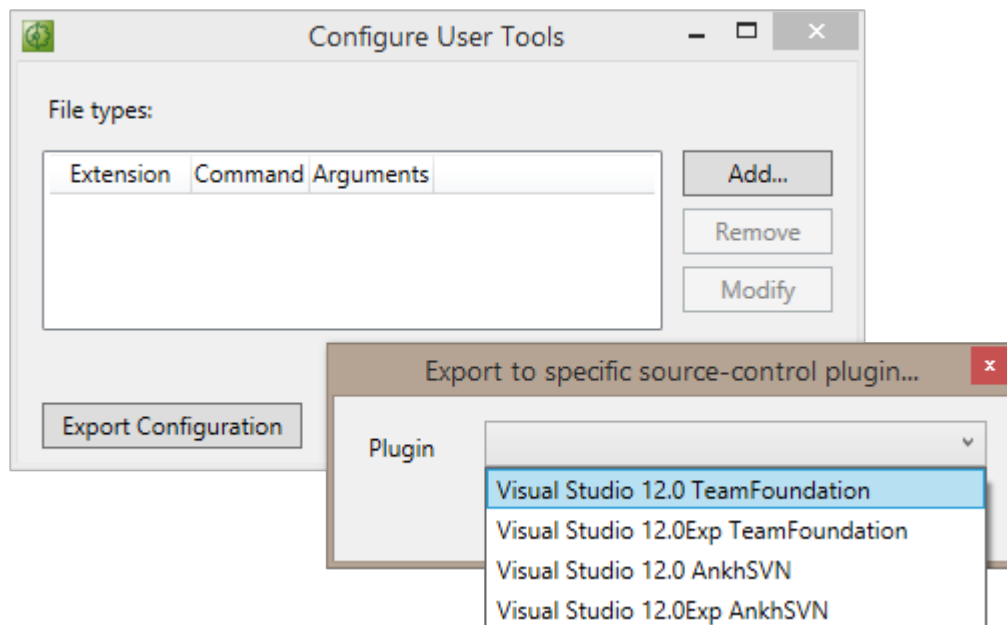 Configure User Tools
File types:
Extension Command Arguments
Add...
Remove
Modify
Export Configuration
Export to specific source-control plugin...
Plugin
Visual Studio 12.0 TeamFoundation
Visual Studio 12.0Exp TeamFoundation
Visual Studio 12.0 AnkhSVN
Visual Studio 12.0Exp AnkhSVN